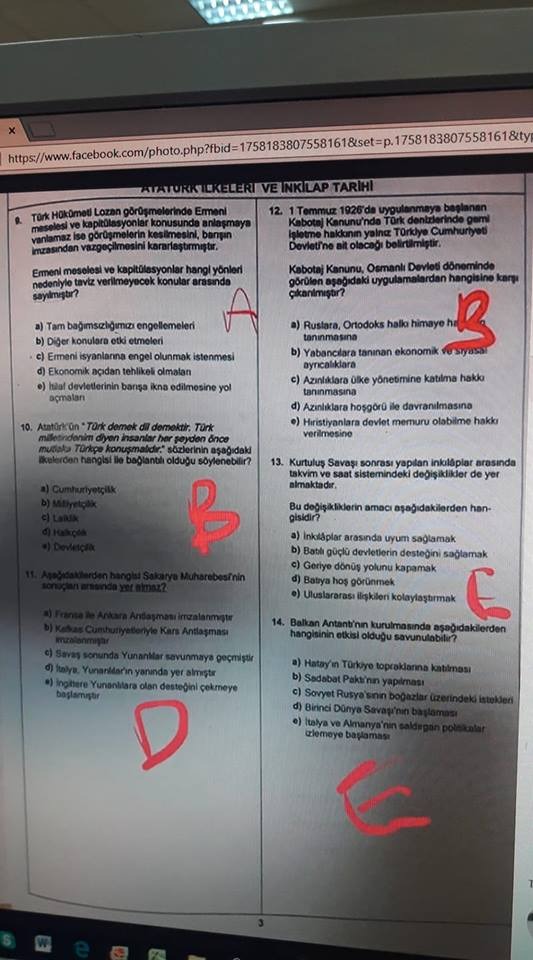 x
https://www.facebook.com/photo.php?fbid=1758183807558161&set=p.1758183807558161&typ
ATATÜRK İLKELERİ VE İNKILAP TARİHİ
9. Türk Hükümeti Lozan görüşmelerinde Ermeni
meselesi ve kapitülasyonlar konusunda anlaşmaya
varılamaz ise görüşmelerin kesilmesini, barışın
imzasından vazgeçilmesini kararlaştırmıştır.
Ermeni meselesi ve kapitülasyonlar hangi yönleri
nedeniyle taviz verilmeyecek konular arasında
sayılmıştır?
A
a) Tam bağımsızlığımızı engellemeleri
b) Diğer konulara etki etmeleri
c) Ermeni isyanlarına engel olunmak istenmesi
d) Ekonomik açıdan tehlikeli olmaları
e) İtilaf devletlerinin barışa ikna edilmesine yol
açmaları
10. Atatürk'ün "Türk demek dil demektir. Türk
milletindenim diyen insanlar her şeyden önce
mutlaka Türkçe konuşmalıdır." sözlerinin aşağıdaki
ilkelerden hangisi ile bağlantılı olduğu söylenebilir?
a) Cumhuriyetçilik
b) Milliyetçilik
c) Laiklik
d) Halkçılık
e) Devletçilik
B
11. Aşağıdakilerden hangisi Sakarya Muharebesi'nin
sonuçları arasında yer almaz?
a) Fransa ile Ankara Antlaşması imzalanmıştır
b) Kafkas Cumhuriyetleriyle Kars Antlaşması
imzalanmıştır
c) Savaş sonunda Yunanlılar savunmaya geçmiştir
d) İtalya, Yunanlılar'ın yanında yer almıştır
e) İngiltere Yunanlılara olan desteğini çekmeye
başlamıştır
D
12. 1 Temmuz 1926'da uygulanmaya başlanan
Kabotaj Kanunu'nda Türk denizlerinde gemi
işletme hakkının yalnız Türkiye Cumhuriyeti
Devleti'ne ait olacağı belirtilmiştir.
Kabotaj Kanunu, Osmanlı Devleti döneminde
görülen aşağıdaki uygulamalardan hangisine karşı
çıkarılmıştır?
B
a) Ruslara, Ortodoks halkı himaye
tanınmasına
b) Yabancılara tanınan ekonomik ve siyasal
ayrıcalıklara
c) Azınlıklara ülke yönetimine katılma hakkı
tanınmasına
d) Azınlıklara hoşgörü ile davranılmasına
e) Hıristiyanlara devlet memuru olabilme hakkı
verilmesine
13. Kurtuluş Savaşı sonrası yapılan inkılâplar arasında
takvim ve saat sistemindeki değişiklikler de yer
almaktadır.
Bu değişikliklerin amacı aşağıdakilerden han-
gisidir?
a) İnkılâplar arasında uyum sağlamak
b) Batılı güçlü devletlerin desteğini sağlamak
c) Geriye dönüş yolunu kapamak
d) Batıya hoş görünmek
e) Uluslararası ilişkileri kolaylaştırmak
E
14. Balkan Antantı'nın kurulmasında aşağıdakilerden
hangisinin etkisi olduğu savunulabilir?
a) Hatay'ın Türkiye topraklarına katılması
b) Sadabat Paktı'nın yapılması
c) Sovyet Rusya'sının boğazlar üzerindeki istekleri
d) Birinci Dünya Savaşı'nın başlaması
e) İtalya ve Almanya'nın saldırgan politikalar
izlemeye başlaması
E
3